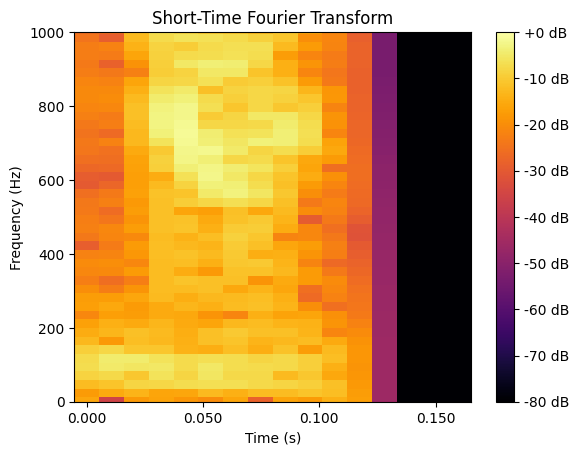 Short-Time Fourier Transform
1000
800
600
400
200
0
Frequency (Hz)
0.000
0.050
0.100
0.150
Time (s)
+0 dB
-10 dB
-20 dB
-30 dB
-40 dB
-50 dB
-60 dB
-70 dB
-80 dB